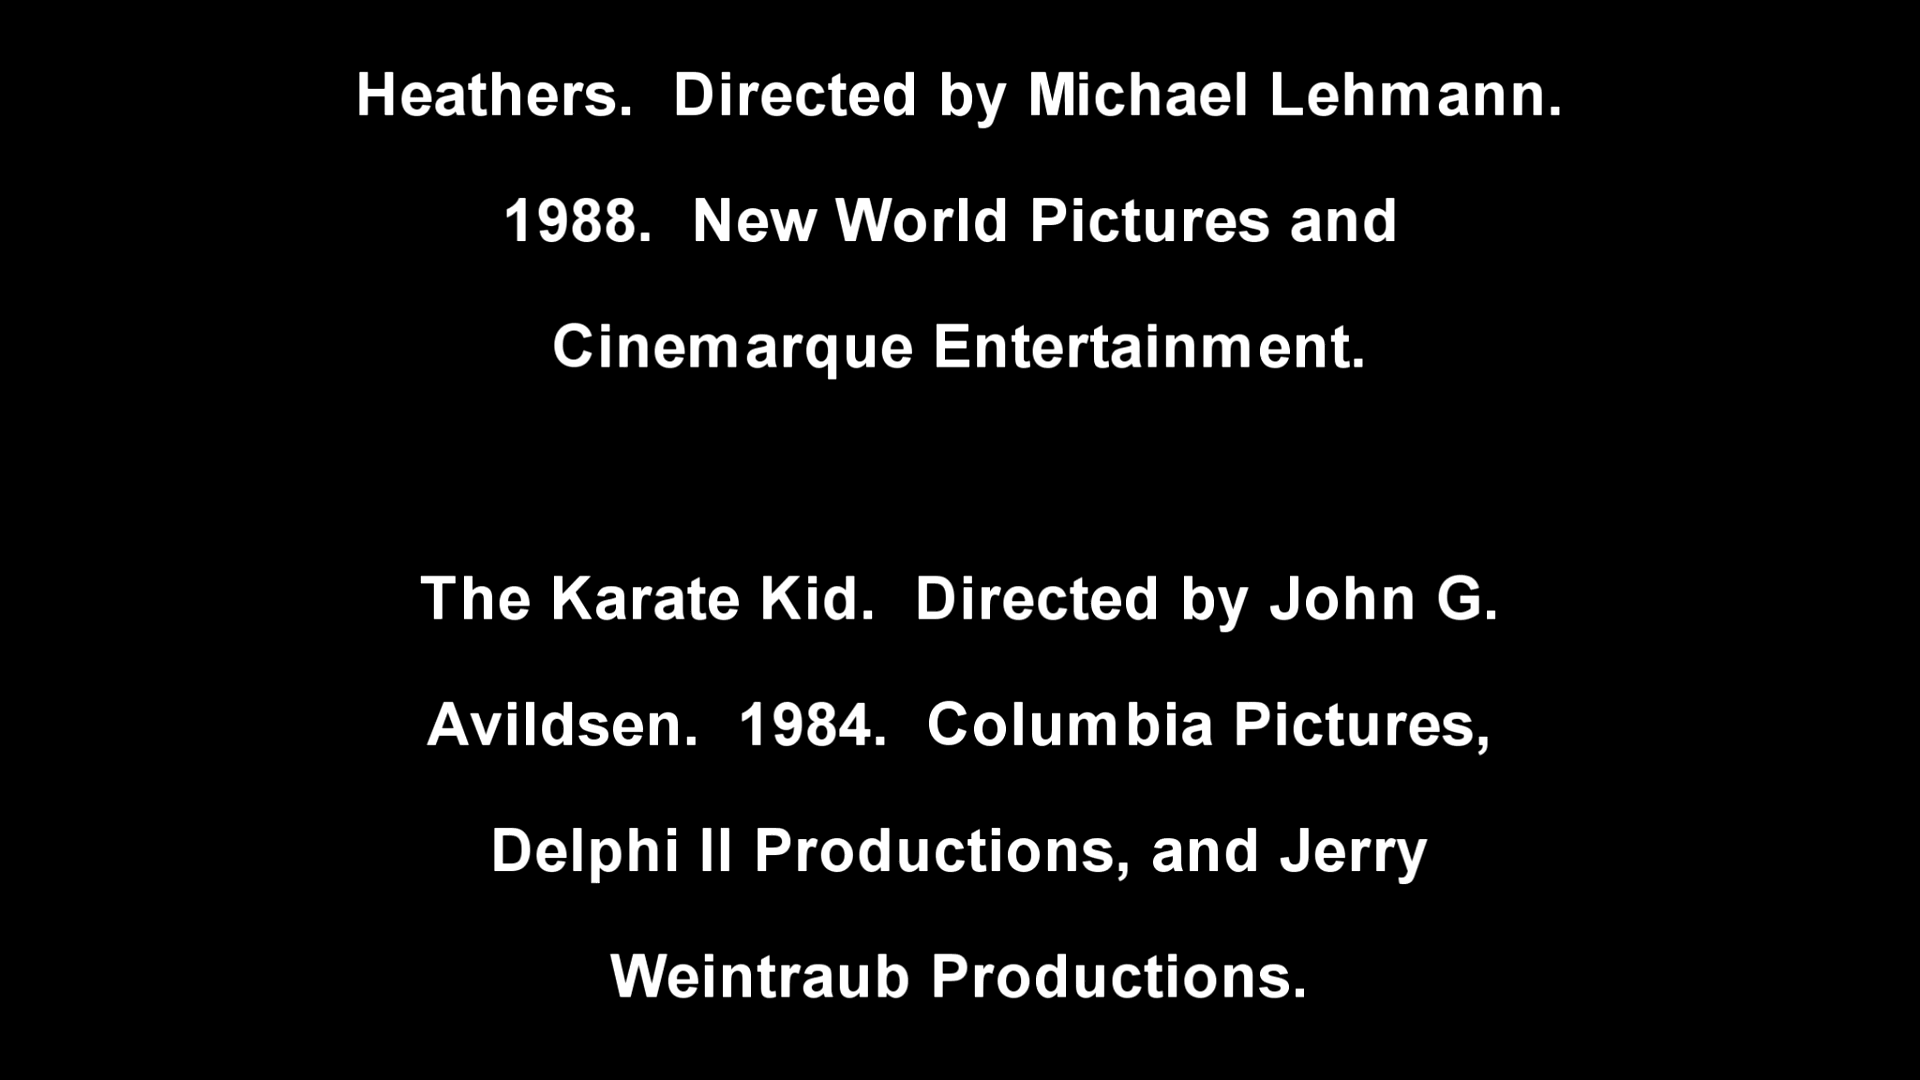 Heathers.  Directed by Michael Lehmann.
1988.  New World Pictures and
Cinemarque Entertainment.
The Karate Kid.  Directed by John G.
Avildsen.  1984.  Columbia Pictures,
Delphi II Productions, and Jerry
Weintraub Productions.